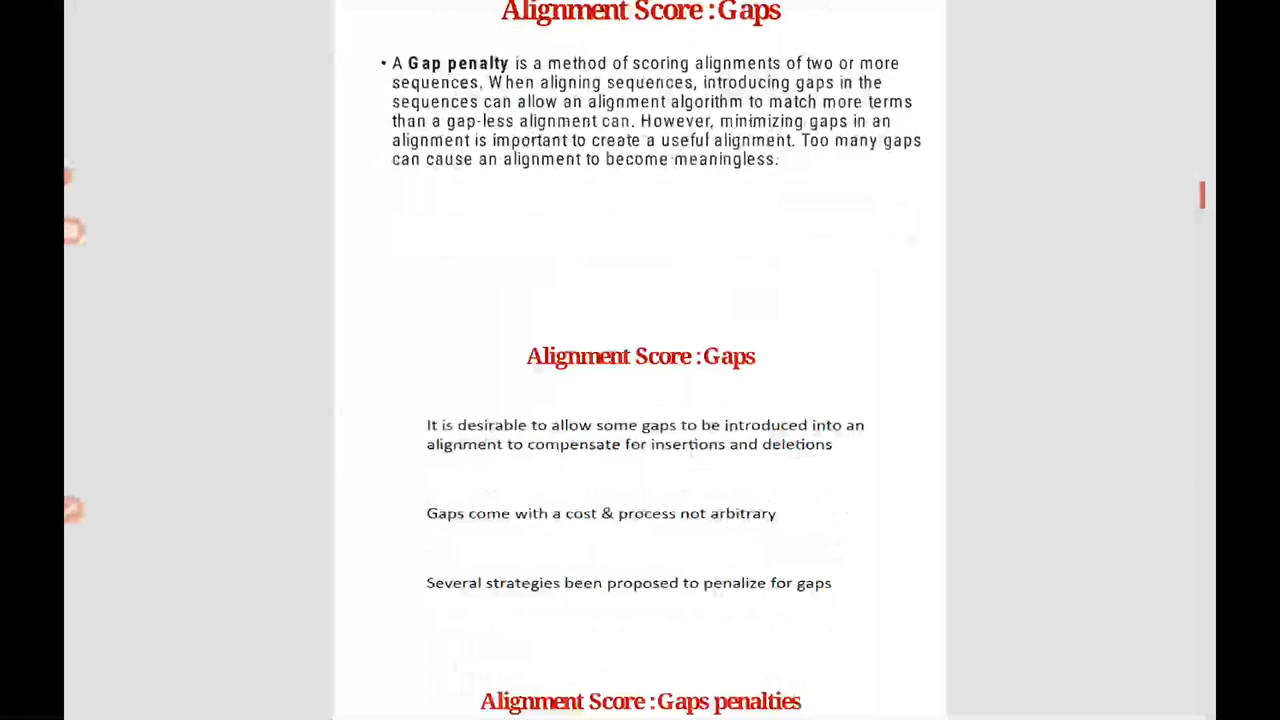 Alignment Score :Gaps
• A Gap penalty is a method of scoring alignments of two or more
sequences. When aligning sequences, introducing gaps in the
sequences can allow an alignment algorithm to match more terms
than a gap-less alignment can. However, minimizing gaps in an
alignment is important to create a useful alignment. Too many gaps
can cause an alignment to become meaningless.
Alignment Score :Gaps
It is desirable to allow some gaps to be introduced into an
alignment to compensate for insertions and deletions
Gaps come with a cost & process not arbitrary
Several strategies been proposed to penalize for gaps
Alignment Score :Gaps penalties